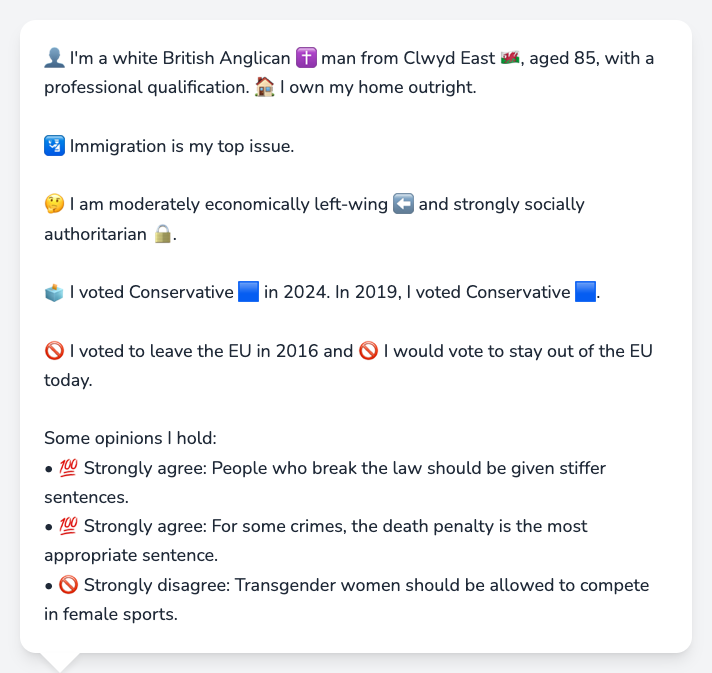 👤 I'm a white British Anglican ✝️ man from Clwyd East 🏴󠁧󠁢󠁷󠁬󠁳󠁿, aged 85, with a
professional qualification. 🏠 I own my home outright.
🛂 Immigration is my top issue.
🤔 I am moderately economically left-wing ⬅️ and strongly socially
authoritarian 🔒.
🗳️ I voted Conservative 🟦 in 2024. In 2019, I voted Conservative 🟦.
🚫 I voted to leave the EU in 2016 and 🚫 I would vote to stay out of the EU
today.
Some opinions I hold:
• 💯 Strongly agree: People who break the law should be given stiffer
sentences.
• 💯 Strongly agree: For some crimes, the death penalty is the most
appropriate sentence.
• 🚫 Strongly disagree: Transgender women should be allowed to compete
in female sports.